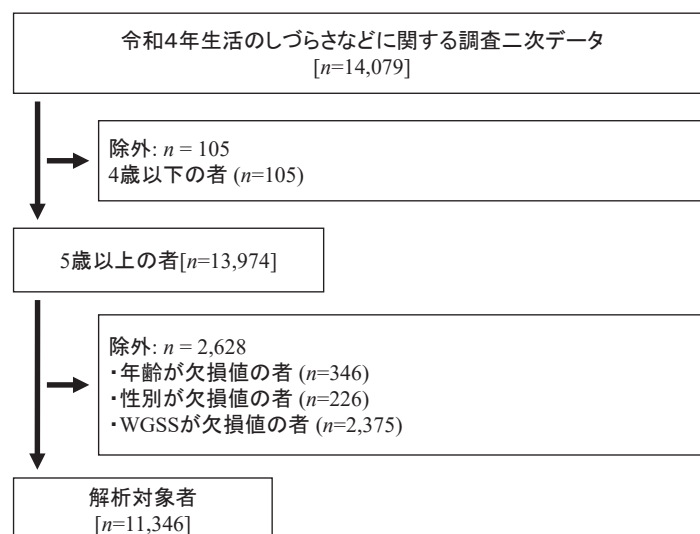 令和４年生活のしづらさなどに関する調査二次データ
[n=14,079]
除外: n = 105
4歳以下の者 (n=105)
5歳以上の者[n=13,974]
除外: n = 2,628
・年齢が欠損値の者 (n=346)
・性別が欠損値の者 (n=226)
・WGSSが欠損値の者 (n=2,375)
解析対象者
[n=11,346]